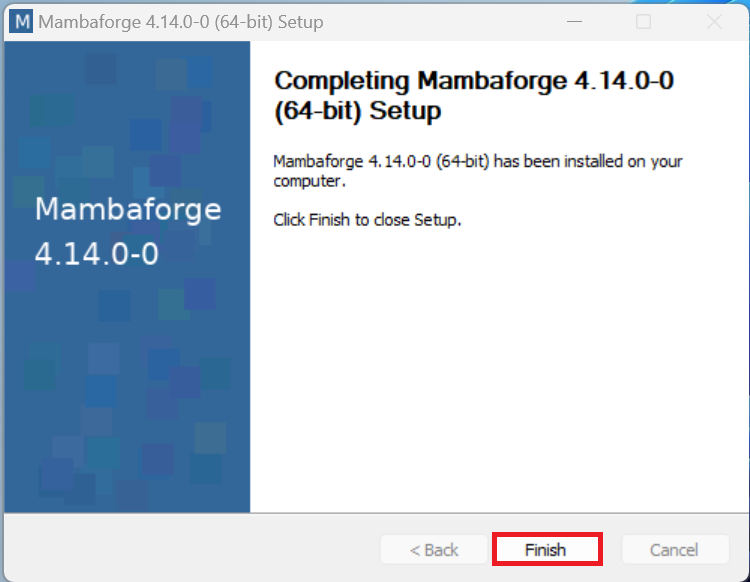 M Mambaforge 4.14.0-0 (64-bit) Setup
Mambaforge
4.14.0-0
Completing Mambaforge 4.14.0-0
(64-bit) Setup
Mambaforge 4.14.0-0 (64-bit) has been installed on your
computer.
Click Finish to close Setup.
< Back Finish Cancel